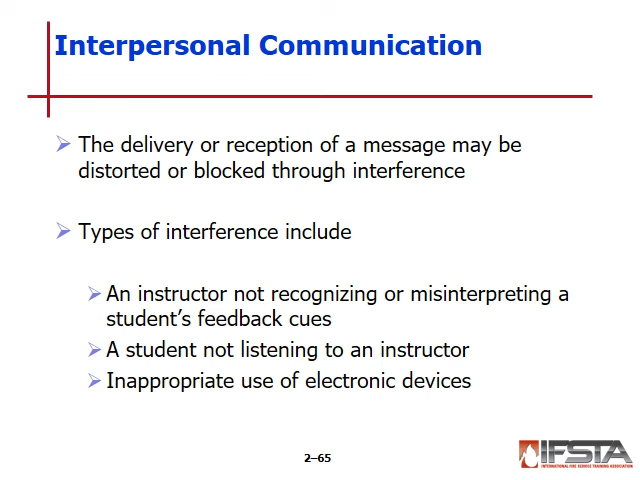 Interpersonal Communication
The delivery or reception of a message may be
distorted or blocked through interference
Types of interference include
An instructor not recognizing or misinterpreting a
student’s feedback cues
A student not listening to an instructor
Inappropriate use of electronic devices
2–65
IFSTA
INTERNATIONAL FIRE SERVICE TRAINING ASSOCIATION